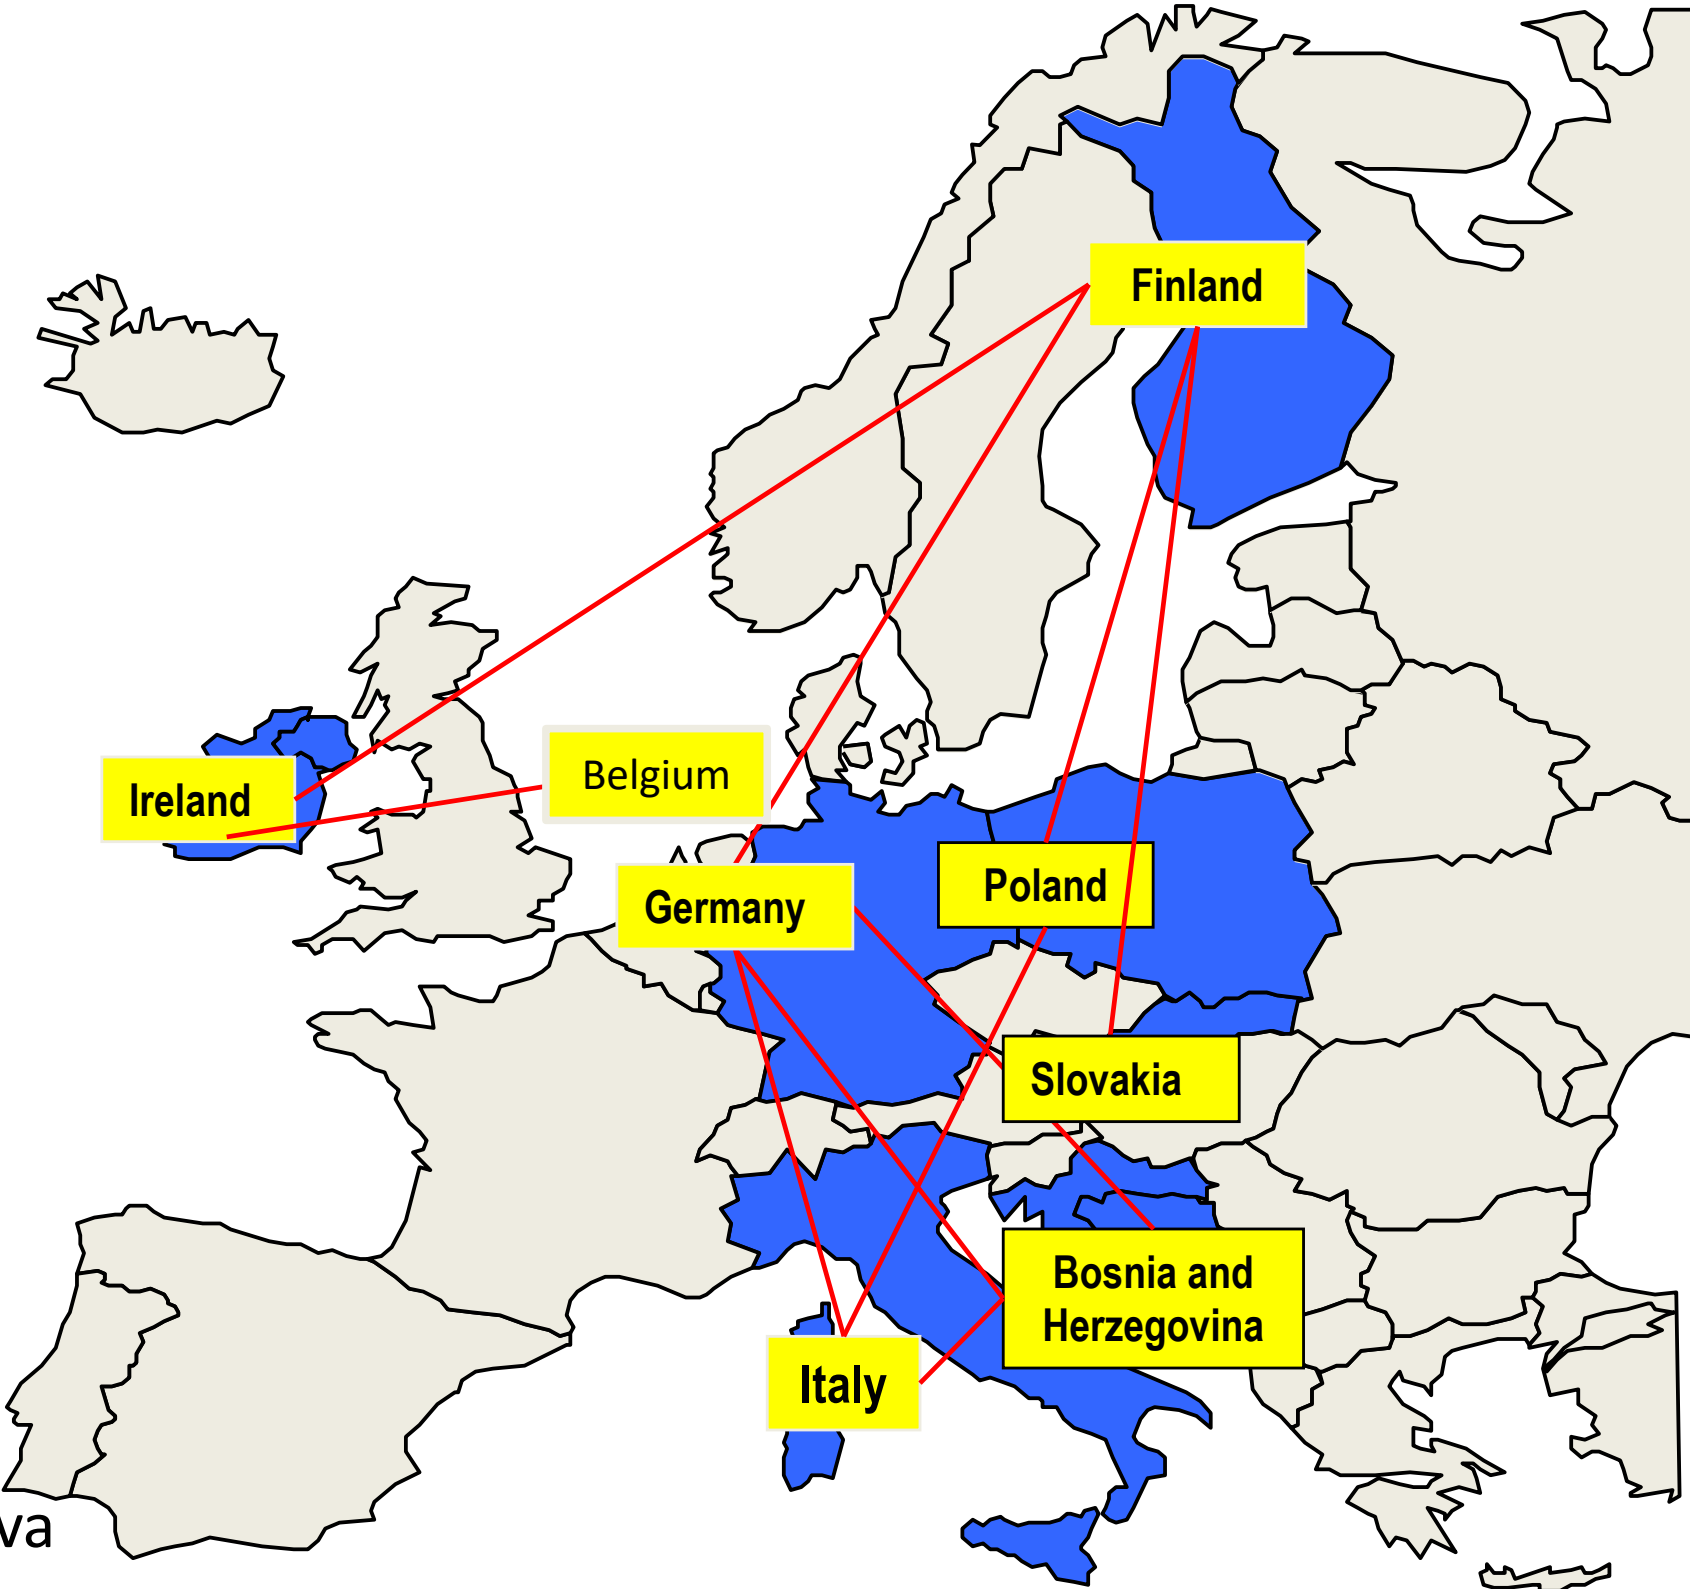 Finland
Belgium
Ireland
Germany
Poland
Slovakia
Bosnia and
Herzegovina
Italy
va